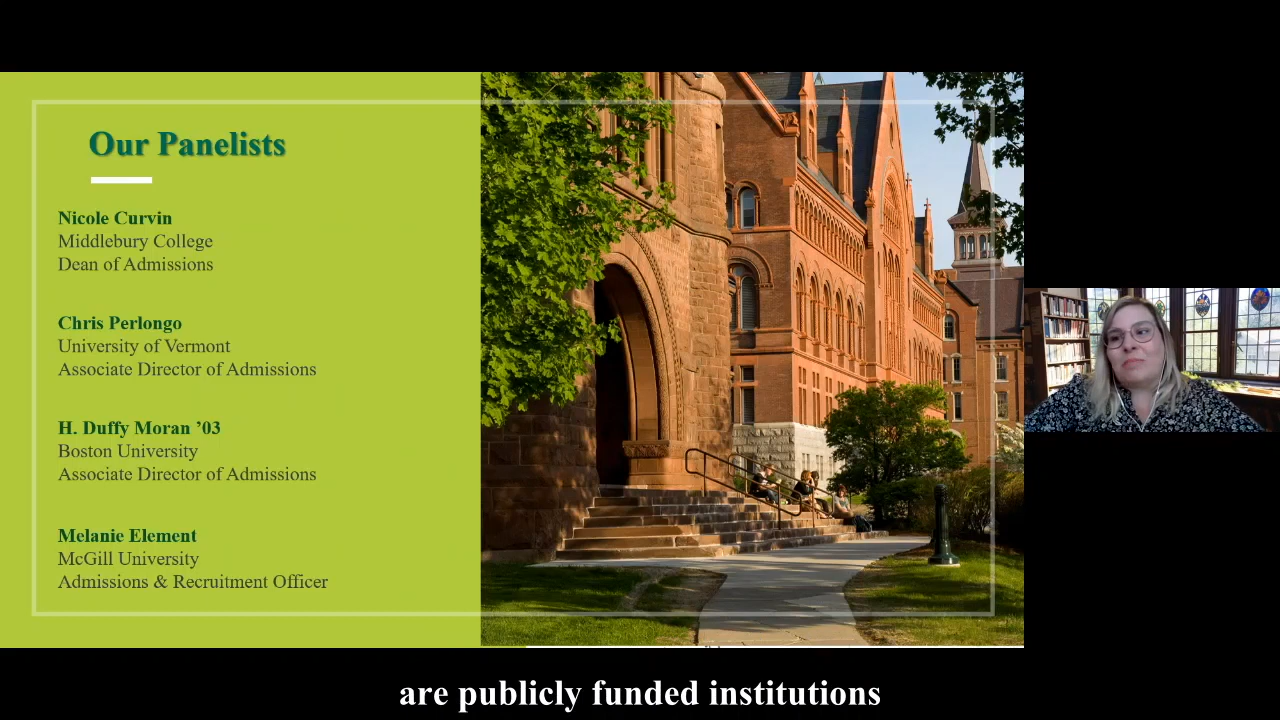 Our Panelists
Nicole Curvin
Middlebury College
Dean of Admissions
Chris Perlongo
University of Vermont
Associate Director of Admissions
H. Duffy Moran ’03
Boston University
Associate Director of Admissions
Melanie Element
McGill University
Admissions & Recruitment Officer
are publicly funded institutions